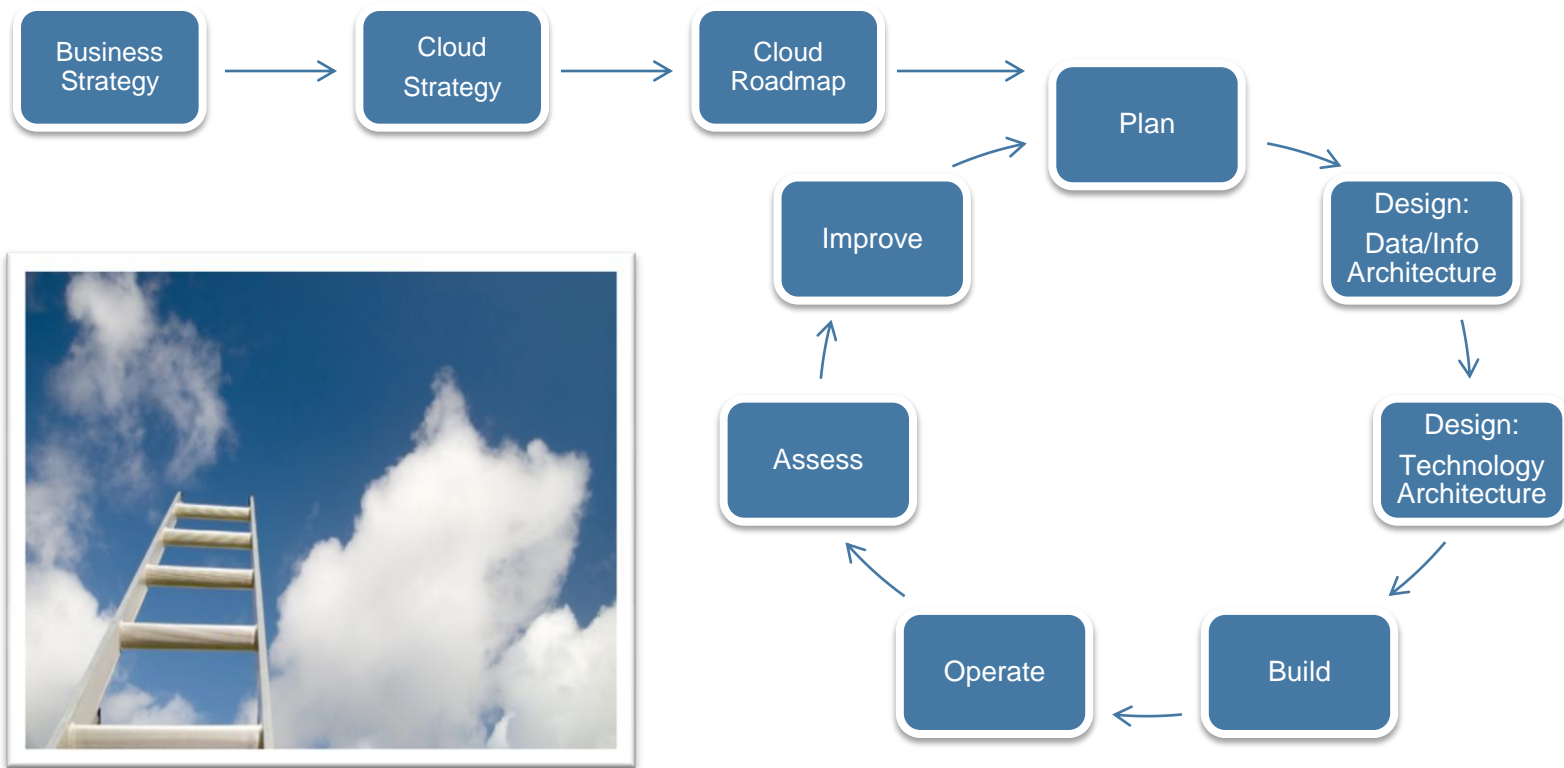 Business
Strategy
Cloud
Strategy
Cloud
Roadmap
Plan
Design:
Data/Info
Architecture
Design:
Technology
Architecture
Build
Operate
Assess
Improve